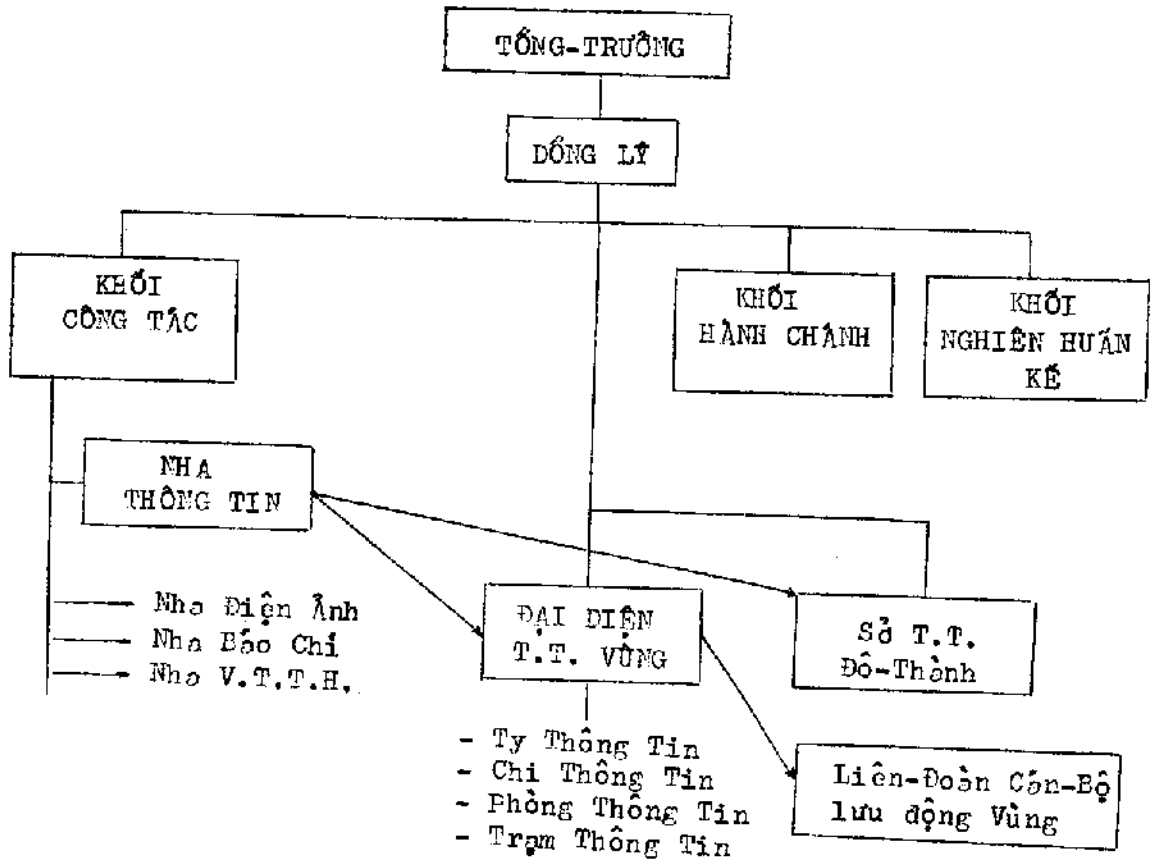 TỔNG-TRƯỞNG
DỔNG LÝ
KHỐI
CÔNG TÁC
KHỐI
HÀNH CHÁNH
KHỐI
NGHIÊN HUẤN
KẾ
NHA
THÔNG TIN
Nha Điện Ảnh
Nha Báo Chí
Nha V.T.T.H.
ĐẠI DIỆN
T.T. VÙNG
Sở T.T.
Đô-Thành
- Ty Thông Tin
- Chi Thông Tin
- Phòng Thông Tin
- Trạm Thông Tin
Liên-Đoàn Cán-Bộ
lưu động Vùng